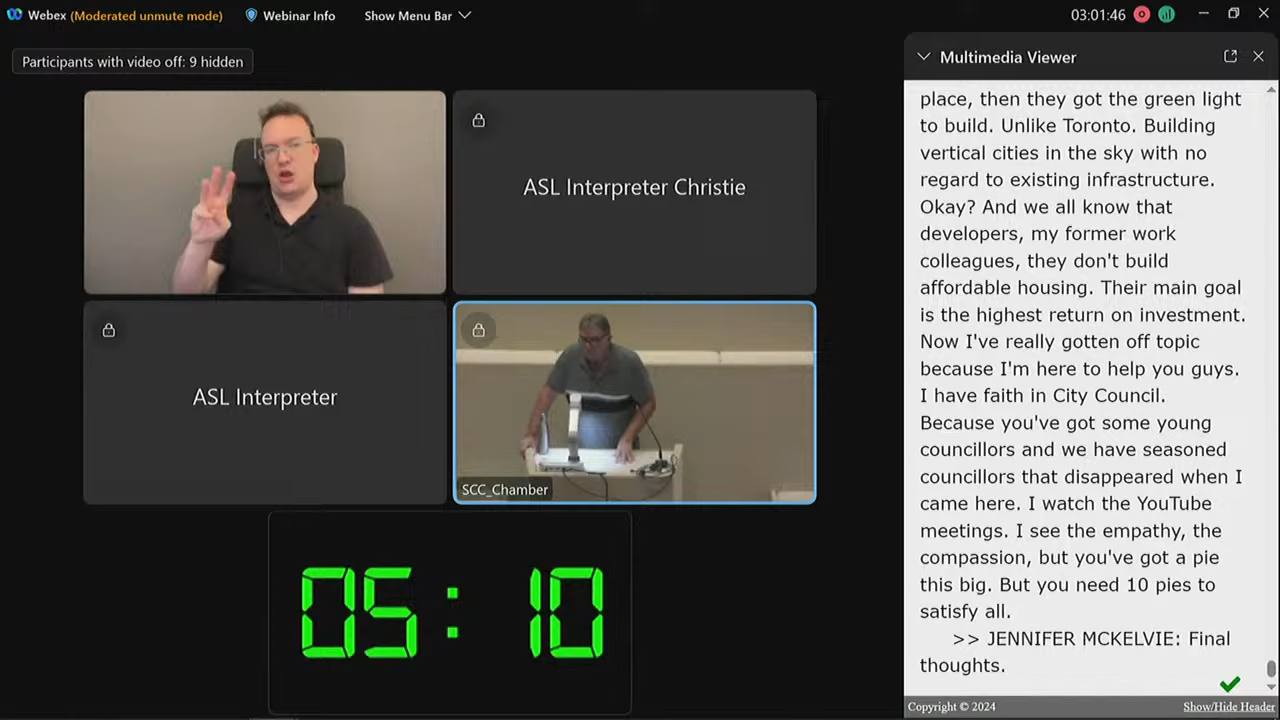 Webex (Moderated unmute mode) Webinar Info Show Menu Bar 03:01:46
Participants with video off: 9 hidden
ASL Interpreter Christie
ASL Interpreter
SCC_Chamber
05:10
Multimedia Viewer
place, then they got the green light
to build. Unlike Toronto. Building
vertical cities in the sky with no
regard to existing infrastructure.
Okay? And we all know that
developers, my former work
colleagues, they don't build
affordable housing. Their main goal
is the highest return on investment.
Now I've really gotten off topic
because I'm here to help you guys.
I have faith in City Council.
Because you've got some young
councillors and we have seasoned
councillors that disappeared when I
came here. I watch the YouTube
meetings. I see the empathy, the
compassion, but you've got a pie
this big. But you need 10 pies to
satisfy all.
>> JENNIFER MCKELVIE: Final
thoughts.
Copyright © 2024 Show/Hide Header